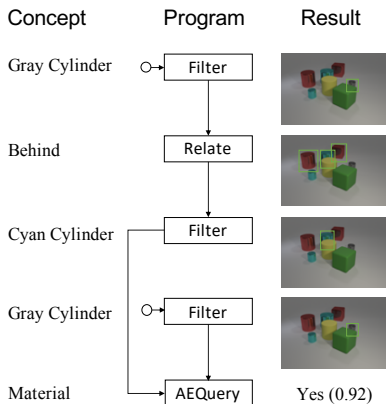 Concept Program Result
Gray Cylinder Filter
Behind Relate
Cyan Cylinder Filter
Gray Cylinder Filter
Material AEQuery Yes (0.92)